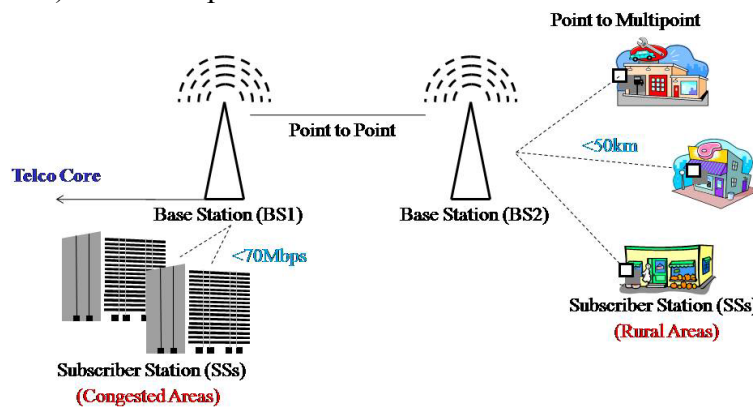 Point to Multipoint
Point to Point
<50km
Telco Core
Base Station (BS1)
Base Station (BS2)
<70Mbps
Subscriber Station (SSs)
(Rural Areas)
Subscriber Station (SSs)
(Congested Areas)